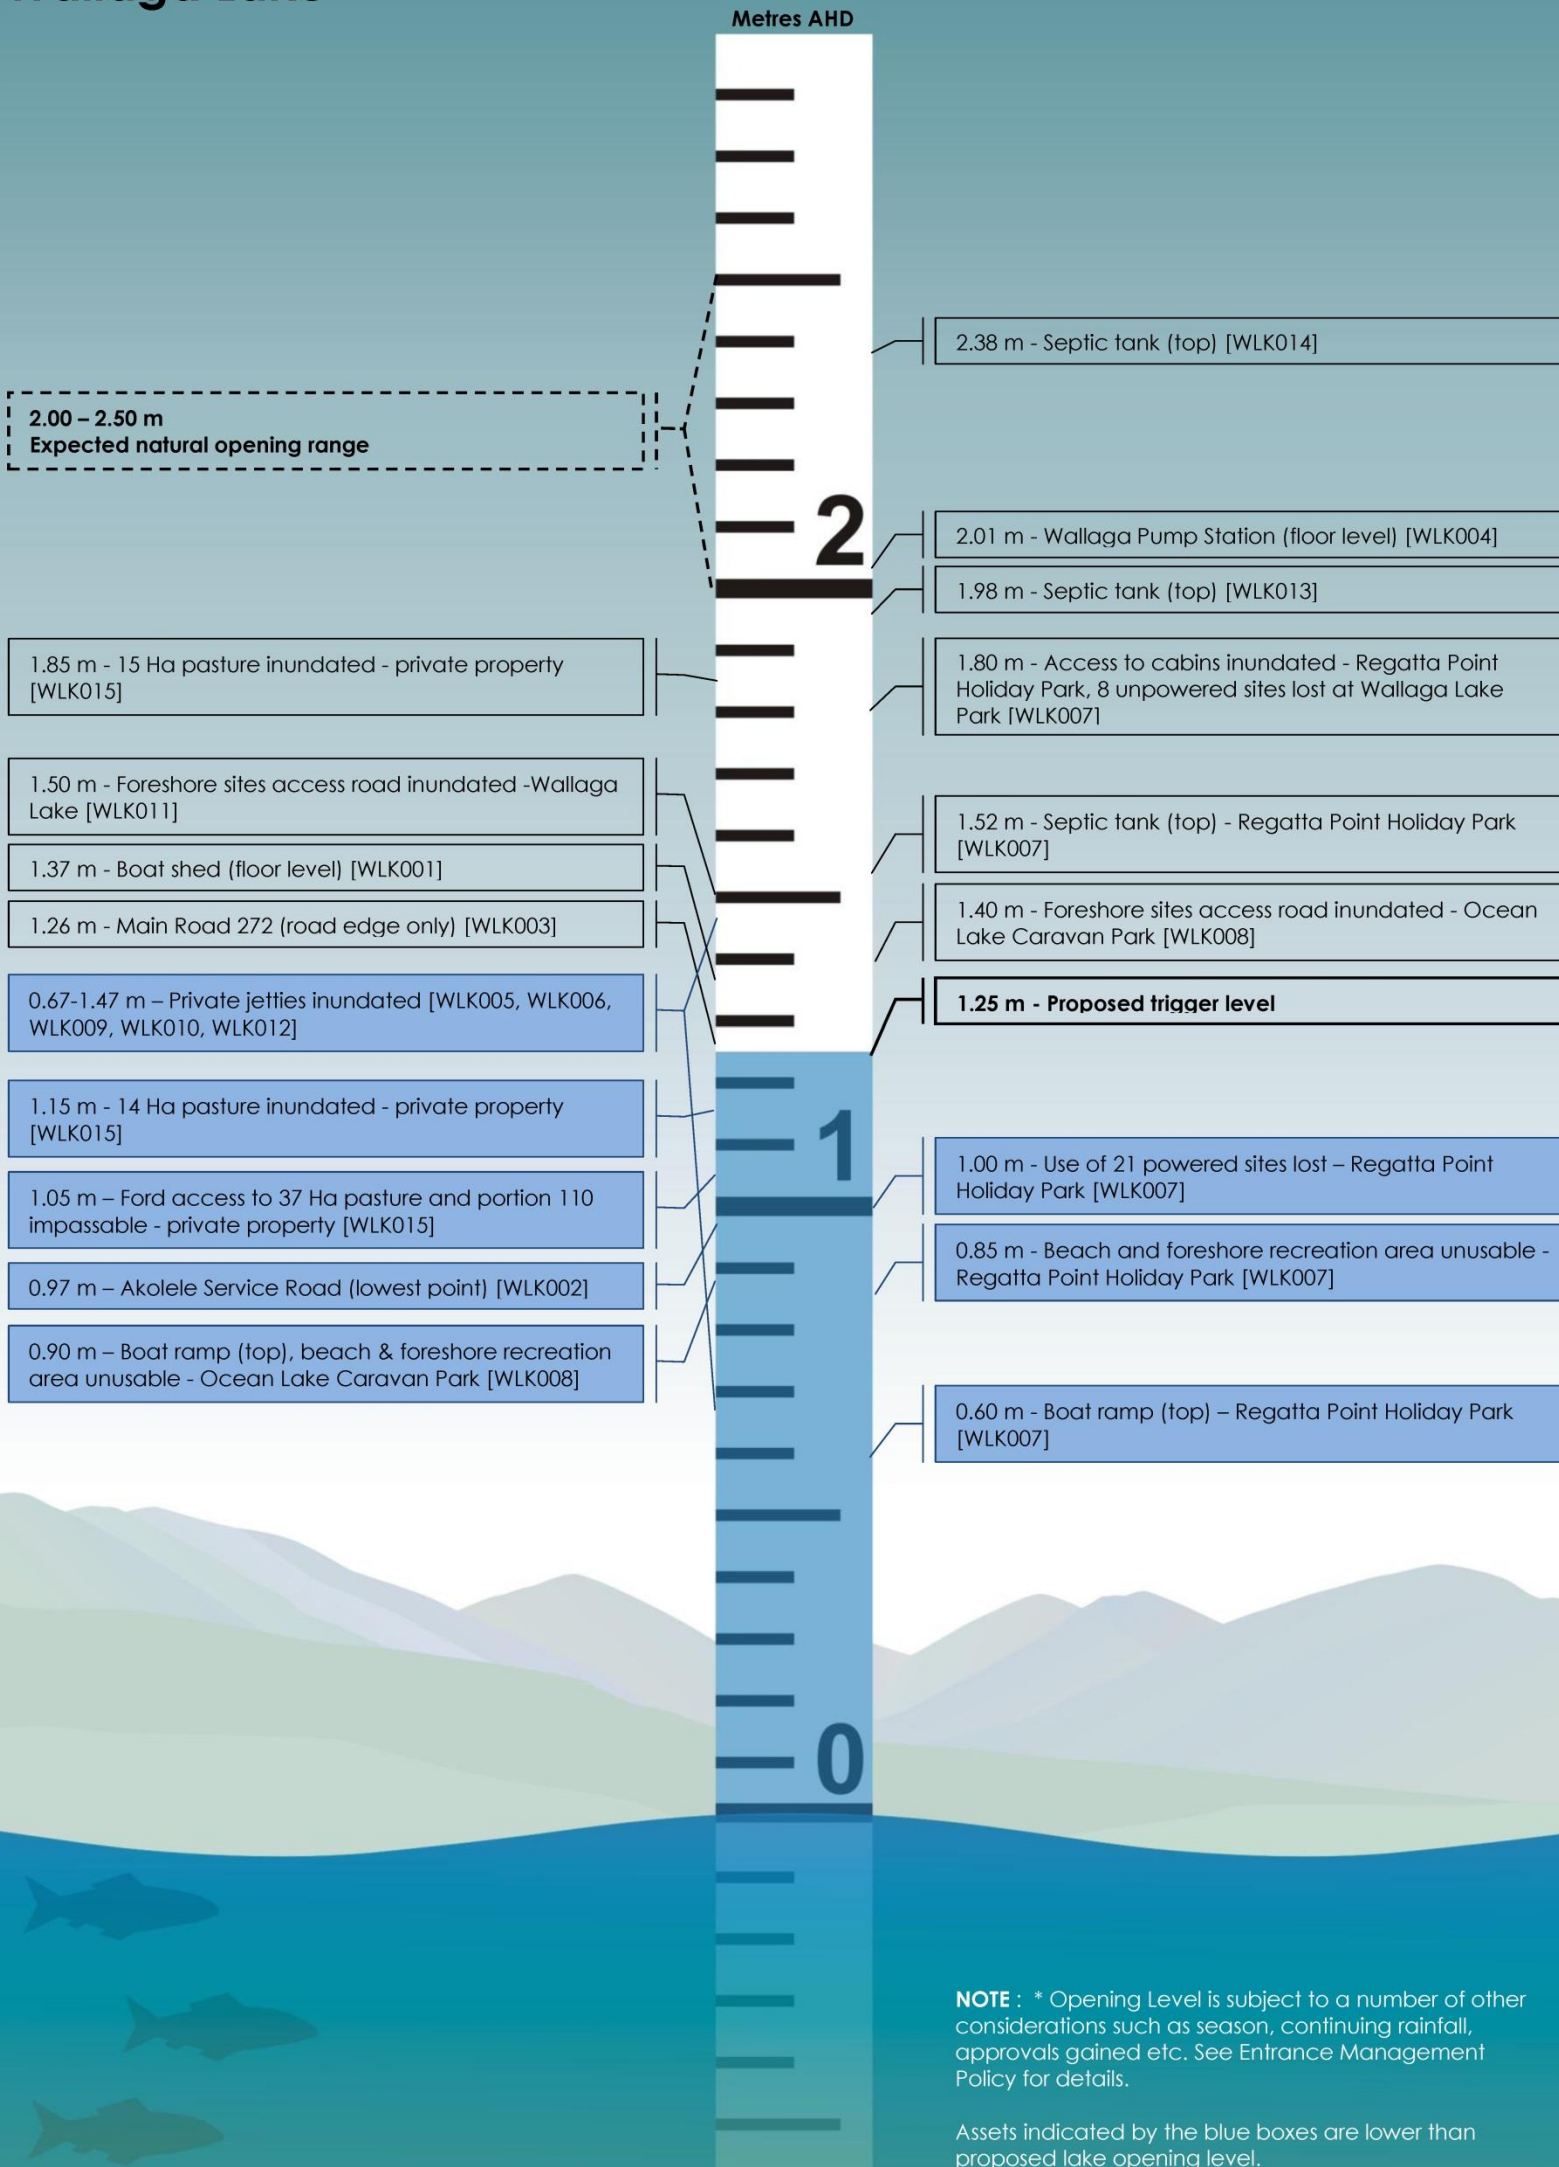 Metres AHD
2.38 m - Septic tank (top) [WLK014]
2.00 – 2.50 m
Expected natural opening range
2
2.01 m - Wallaga Pump Station (floor level) [WLK004]
1.98 m - Septic tank (top) [WLK013]
1.85 m - 15 Ha pasture inundated - private property
[WLK015]
1.80 m - Access to cabins inundated - Regatta Point
Holiday Park, 8 unpowered sites lost at Wallaga Lake
Park [WLK007]
1.50 m - Foreshore sites access road inundated -Wallaga
Lake [WLK011]
1.52 m - Septic tank (top) - Regatta Point Holiday Park
[WLK007]
1.37 m - Boat shed (floor level) [WLK001]
1.40 m - Foreshore sites access road inundated - Ocean
Lake Caravan Park [WLK008]
1.26 m - Main Road 272 (road edge only) [WLK003]
1.25 m - Proposed trigger level
0.67-1.47 m – Private jetties inundated [WLK005, WLK006,
WLK009, WLK010, WLK012]
1.15 m - 14 Ha pasture inundated - private property
[WLK015]
1
1.00 m - Use of 21 powered sites lost – Regatta Point
Holiday Park [WLK007]
1.05 m – Ford access to 37 Ha pasture and portion 110
impassable - private property [WLK015]
0.85 m - Beach and foreshore recreation area unusable -
Regatta Point Holiday Park [WLK007]
0.97 m – Akolele Service Road (lowest point) [WLK002]
0.90 m – Boat ramp (top), beach & foreshore recreation
area unusable - Ocean Lake Caravan Park [WLK008]
0.60 m - Boat ramp (top) – Regatta Point Holiday Park
[WLK007]
0
NOTE : * Opening Level is subject to a number of other
considerations such as season, continuing rainfall,
approvals gained etc. See Entrance Management
Policy for details.
Assets indicated by the blue boxes are lower than
proposed lake opening level.